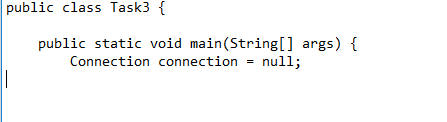 public class Task3 {
public static void main(String[] args) {
Connection connection = null;